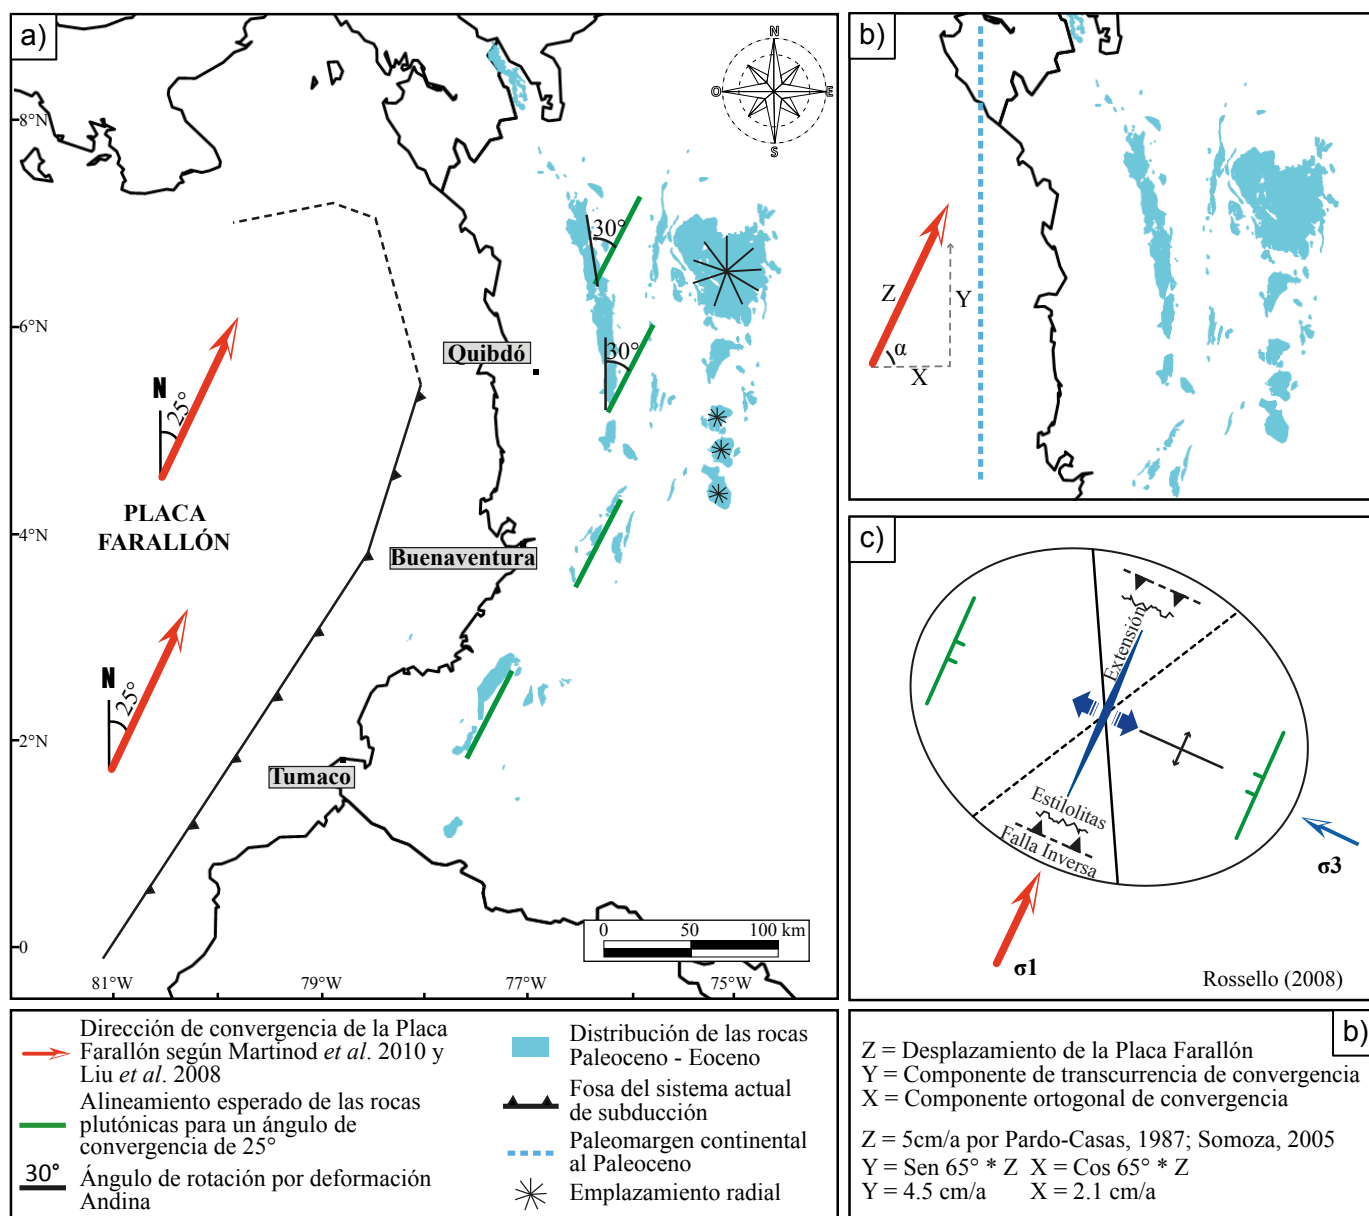 a)
N
O
E
S
8°N
6°N
4°N
2°N
0
81°W
79°W
77°W
75°W
30°
30°
Quibdó
N
25°
PLACA
FARALLÓN
Buenaventura
N
25°
Tumaco
0 50 100 km
b)
Z
Y
α
X
c)
Extensión
Estilolitas
Falla Inversa
σ1
σ3
Rossello (2008)
Dirección de convergencia de la Placa
Farallón según Martinod et al. 2010 y
Liu et al. 2008
Alineamiento esperado de las rocas
plutónicas para un ángulo de
convergencia de 25°
30° Ángulo de rotación por deformación
Andina
Distribución de las rocas
Paleoceno - Eoceno
Fosa del sistema actual
de subducción
Paleomargen continental
al Paleoceno
Emplazamiento radial
b)
Z = Desplazamiento de la Placa Farallón
Y = Componente de transcurrencia de convergencia
X = Componente ortogonal de convergencia
Z = 5cm/a por Pardo-Casas, 1987; Somoza, 2005
Y = Sen 65° * Z X = Cos 65° * Z
Y = 4.5 cm/a X = 2.1 cm/a